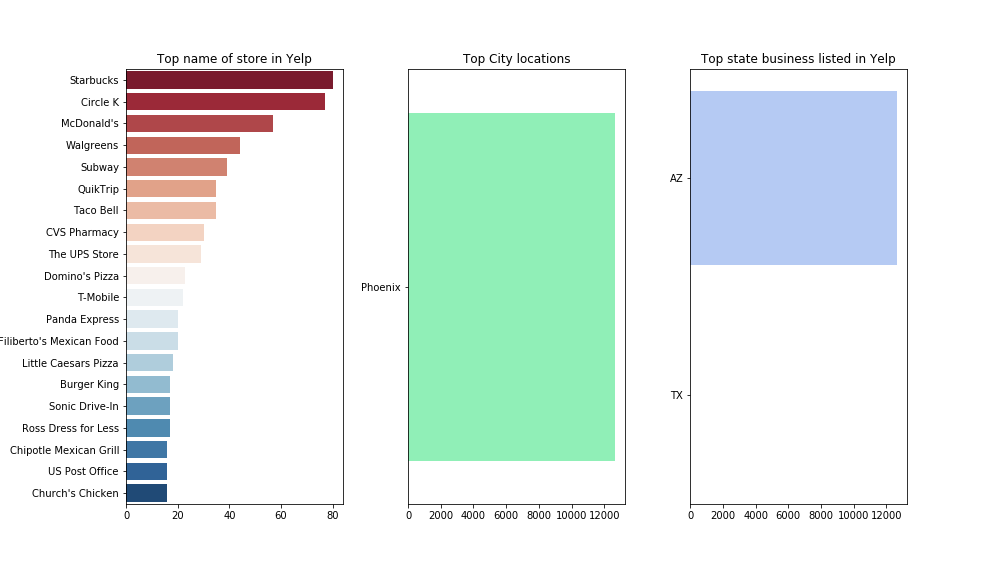 Top name of store in Yelp
Starbucks
Circle K
McDonald's
Walgreens
Subway
QuikTrip
Taco Bell
CVS Pharmacy
The UPS Store
Domino's Pizza
T-Mobile
Panda Express
Filiberto's Mexican Food
Little Caesars Pizza
Burger King
Sonic Drive-In
Ross Dress for Less
Chipotle Mexican Grill
US Post Office
Church's Chicken
0 20 40 60 80
Top City locations
Phoenix
0 2000 4000 6000 8000 10000 12000
Top state business listed in Yelp
AZ
TX
0 2000 4000 6000 8000 10000 12000